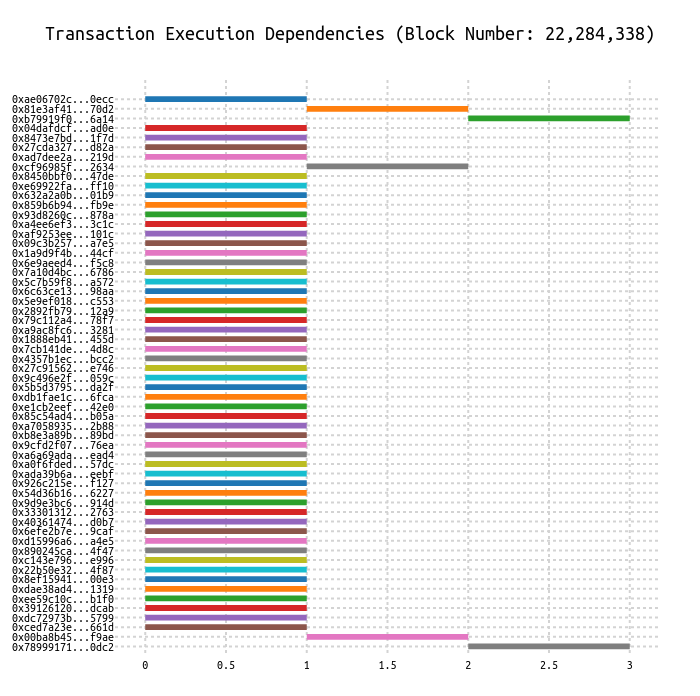 Transaction Execution Dependencies (Block Number: 22,284,338)
0xae06702c...0ecc
0x81e3af41...70d2
0xb79919f0...6a14
0x04dafdcf...ad0e
0x8473e7bd...1f7d
0x27cda327...d82a
0xad7dee2a...219d
0xcf96985f...2634
0x8450bbf0...47de
0xe69922fa...ff10
0x632a2a0b...01b9
0x859b6b94...fb9e
0x93d8260c...878a
0xa4ee6ef3...3c1c
0xaf9253ee...101c
0x09c3b257...a7e5
0x1a9d9f4b...44cf
0x6e9aeed4...f5c8
0x7a10d4bc...6786
0x5c7b59f8...a572
0x6c63ce13...98aa
0x5e9ef018...c553
0x2892fb79...12a9
0x79c112a4...78f7
0xa9ac8fc6...3281
0x1888eb41...455d
0x7cb141de...4d8c
0x4357b1ec...bcc2
0x27c91562...e746
0x9c496e2f...059c
0x5b5d3795...da2f
0xdb1fae1c...6fca
0xe1cb2eef...42e0
0x85c54ad4...b05a
0xa7058935...2b88
0xb8e3a89b...89bd
0x9cfd2f07...76ea
0xa6a69ada...ead4
0xa0f6fded...57dc
0xada39b6a...eebf
0x926c215e...f127
0x54d36b16...6227
0x9d9e3bc6...914d
0x33301312...2763
0x40361474...d0b7
0x6efe2b7e...9caf
0xd15996a6...a4e5
0x890245ca...4f47
0xc143e796...e996
0x22b50e32...4f87
0x8ef15941...00e3
0xdae38ad4...1319
0xee59c10c...b1f0
0x39126120...dcab
0xdc72973b...5799
0xced7a23e...661d
0x00ba8b45...f9ae
0x78999171...0dc2
0 0.5 1 1.5 2 2.5 3